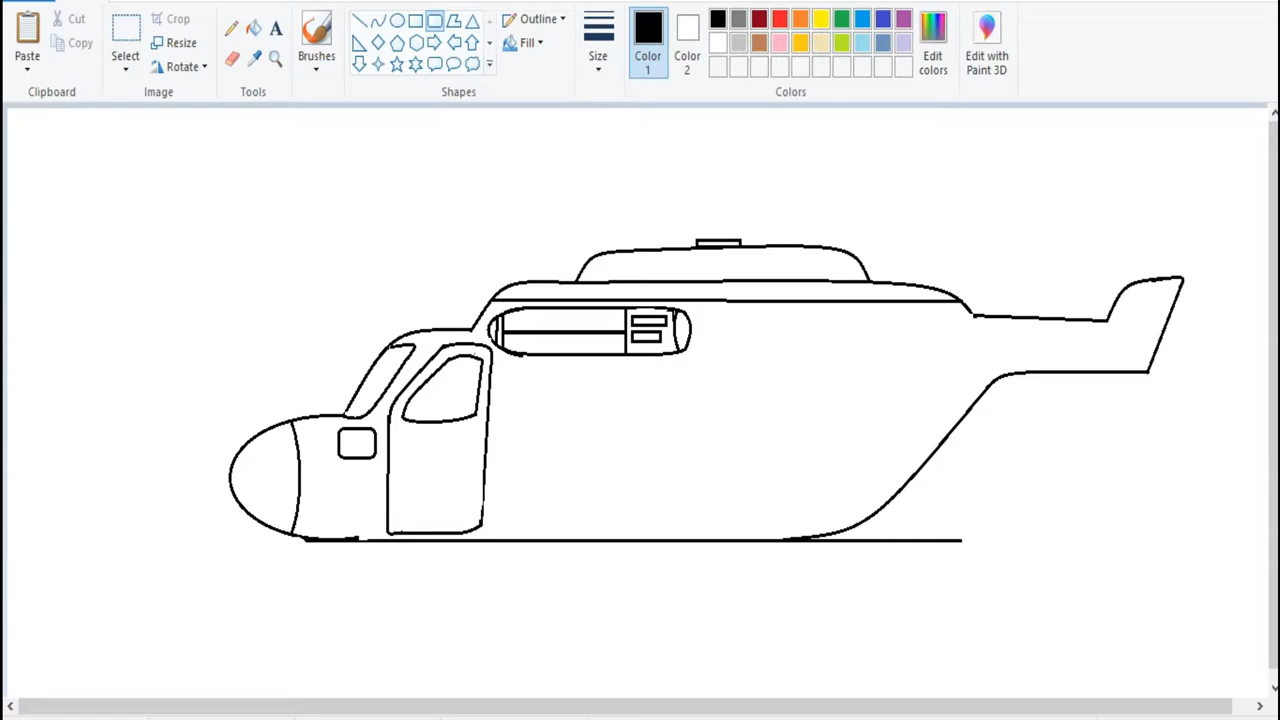 Paste
Cut
Copy
Clipboard
Select
Crop
Resize
Rotate
Image
A
Tools
Brushes
Shapes
Outline
Fill
Size
Color
1
Color
2
Edit
colors
Colors
Edit with
Paint 3D